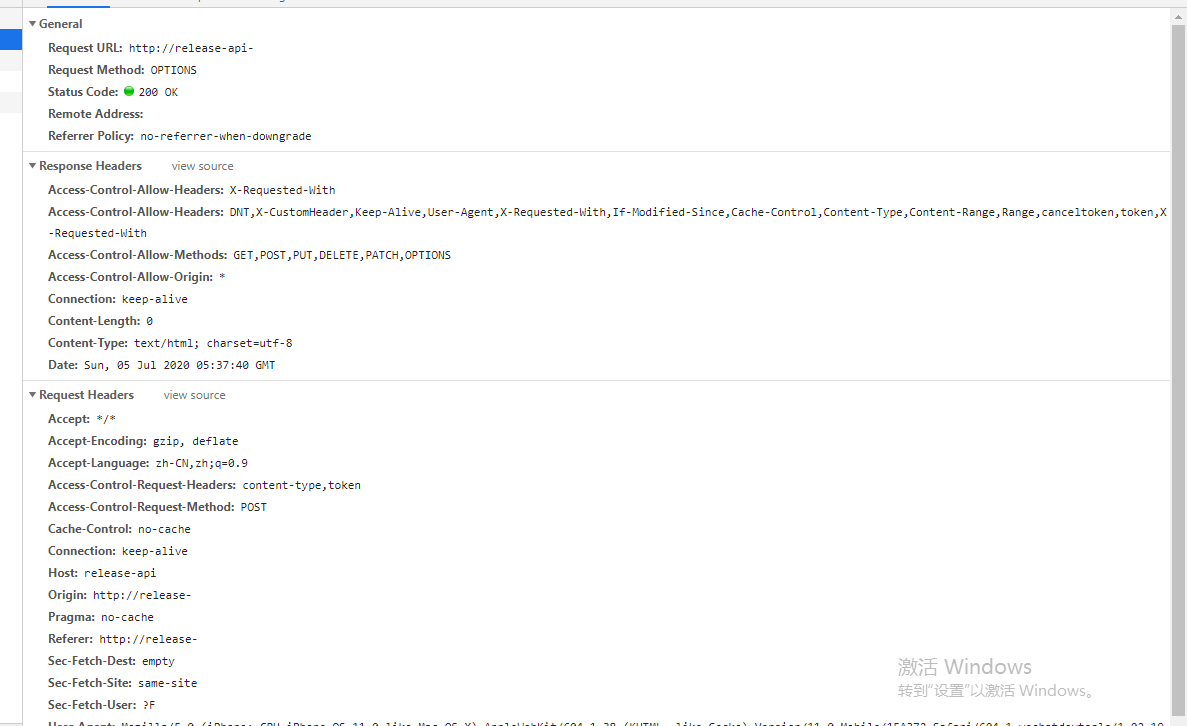 General
Request URL: http://release-api-
Request Method: OPTIONS
Status Code: 200 OK
Remote Address:
Referrer Policy: no-referrer-when-downgrade
Response Headers view source
Access-Control-Allow-Headers: X-Requested-With
Access-Control-Allow-Headers: DNT,X-CustomHeader,Keep-Alive,User-Agent,X-Requested-With,If-Modified-Since,Cache-Control,Content-Type,Content-Range,Range,canceltoken,token,X
-Requested-With
Access-Control-Allow-Methods: GET,POST,PUT,DELETE,PATCH,OPTIONS
Access-Control-Allow-Origin: *
Connection: keep-alive
Content-Length: 0
Content-Type: text/html; charset=utf-8
Date: Sun, 05 Jul 2020 05:37:40 GMT
Request Headers view source
Accept: */*
Accept-Encoding: gzip, deflate
Accept-Language: zh-CN,zh;q=0.9
Access-Control-Request-Headers: content-type,token
Access-Control-Request-Method: POST
Cache-Control: no-cache
Connection: keep-alive
Host: release-api
Origin: http://release-
Pragma: no-cache
Referer: http://release-
Sec-Fetch-Dest: empty
Sec-Fetch-Site: same-site
Sec-Fetch-User: ?F
激活 Windows
转到“设置”以激活 Windows。